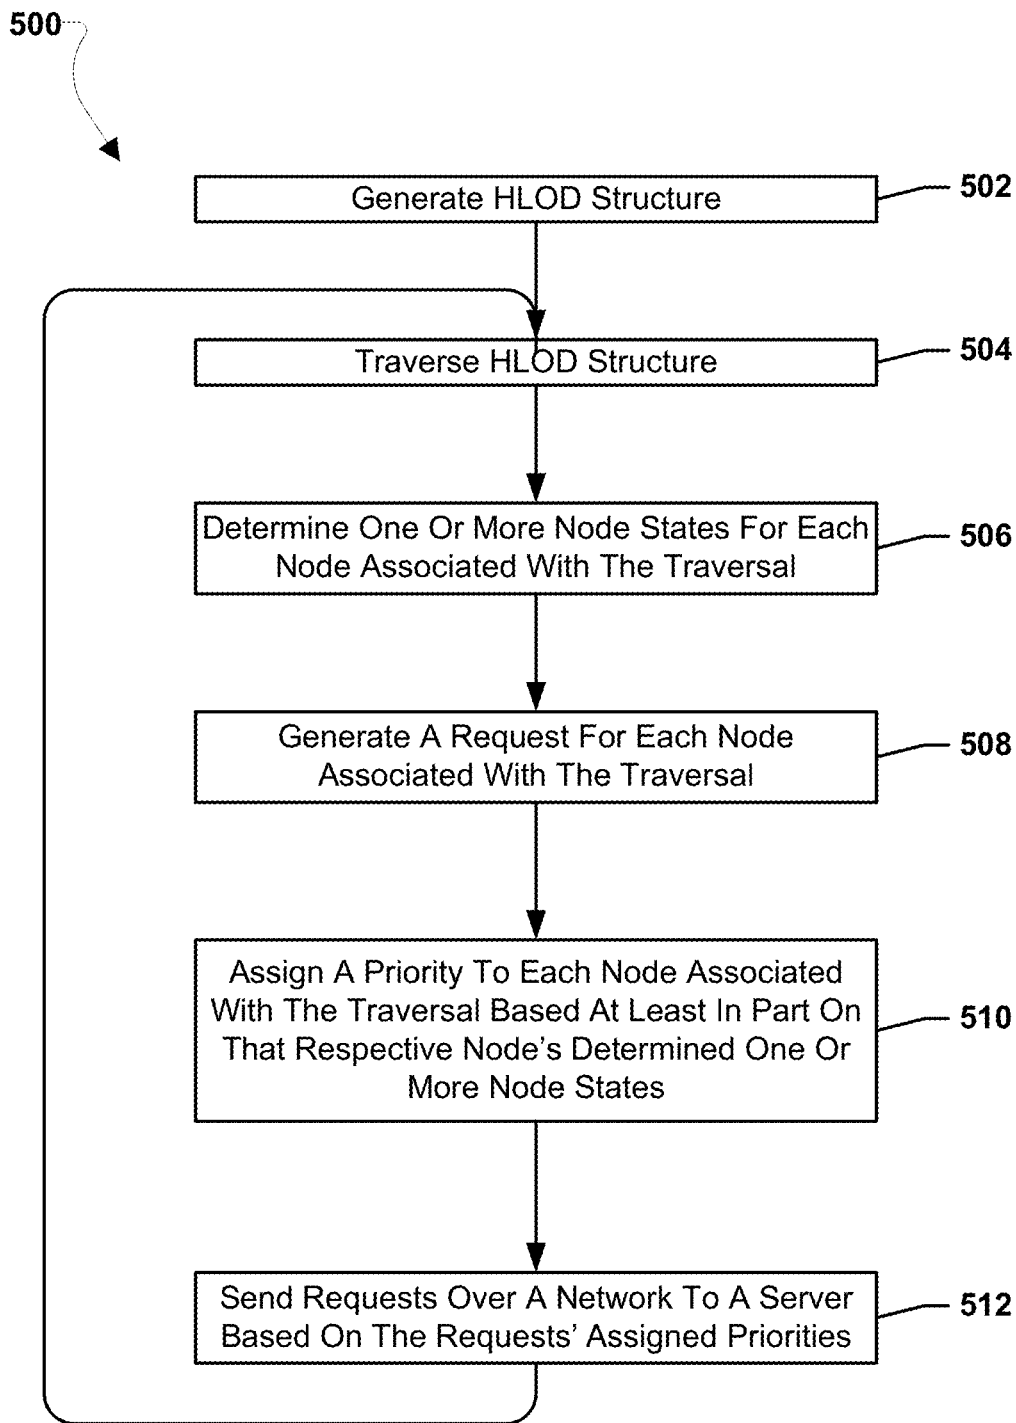 500
Generate HLOD Structure
502
Traverse HLOD Structure
504
Determine One Or More Node States For Each
Node Associated With The Traversal
506
Generate A Request For Each Node
Associated With The Traversal
508
Assign A Priority To Each Node Associated
With The Traversal Based At Least In Part On
That Respective Node's Determined One Or
More Node States
510
Send Requests Over A Network To A Server
Based On The Requests' Assigned Priorities
512